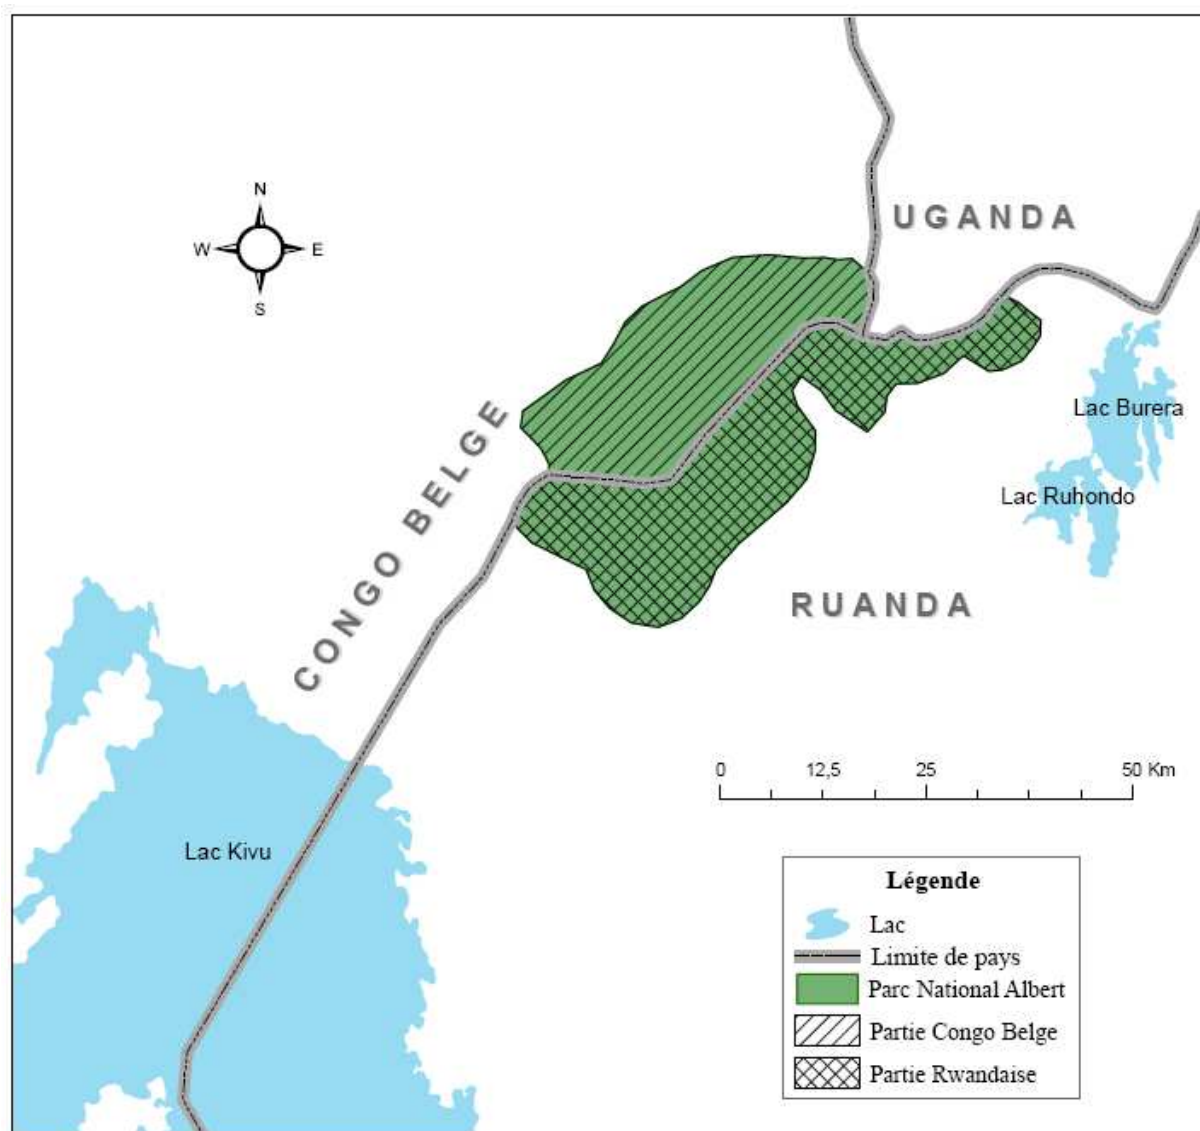 N
W E
S
UGANDA
CONGO BELGE
Lac Burera
Lac Ruhondo
RUANDA
Lac Kivu
0 12,5 25 50 Km
Légende
Lac
Limite de pays
Parc National Albert
Partie Congo Belge
Partie Rwandaise